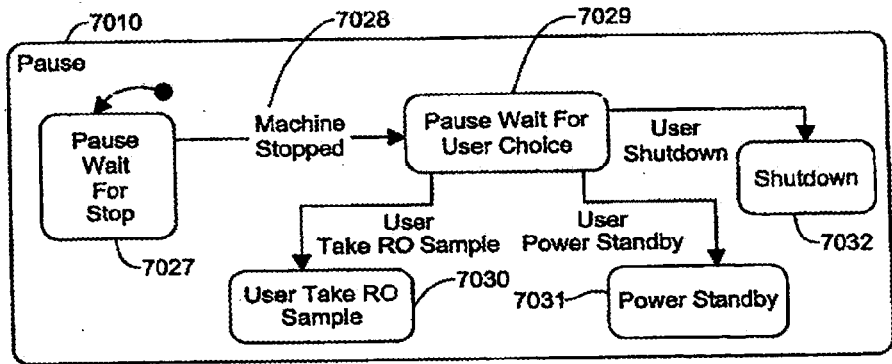 7010
7028
7029
Pause
Pause
Wait
For
Stop
Machine
Stopped
Pause Wait For
User Choice
User
Shutdown
Shutdown
7032
7027
User
Take RO Sample
User
Power Standby
User Take RO
Sample
7030
7031
Power Standby